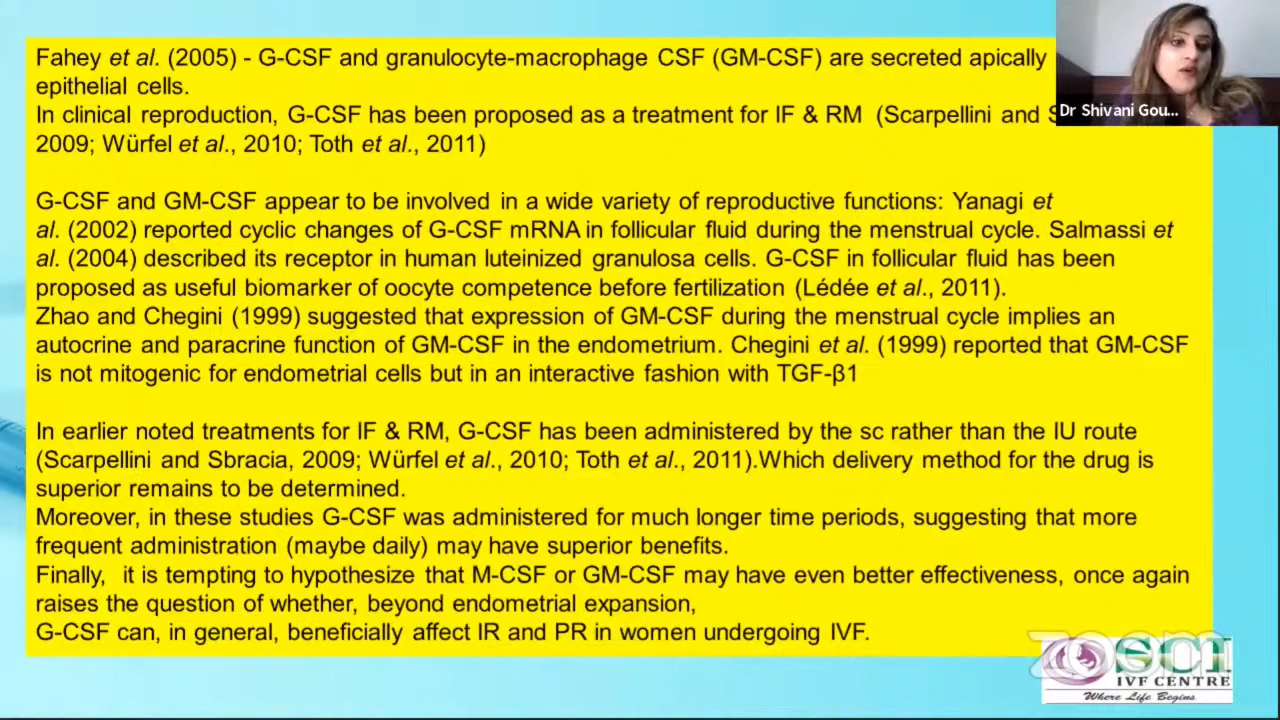 Fahey et al. (2005) - G-CSF and granulocyte-macrophage CSF (GM-CSF) are secreted apically
epithelial cells.
In clinical reproduction, G-CSF has been proposed as a treatment for IF & RM (Scarpellini and
2009; Würfel et al., 2010; Toth et al., 2011)
G-CSF and GM-CSF appear to be involved in a wide variety of reproductive functions: Yanagi et
al. (2002) reported cyclic changes of G-CSF mRNA in follicular fluid during the menstrual cycle. Salmassi et
al. (2004) described its receptor in human luteinized granulosa cells. G-CSF in follicular fluid has been
proposed as useful biomarker of oocyte competence before fertilization (Lédée et al., 2011).
Zhao and Chegini (1999) suggested that expression of GM-CSF during the menstrual cycle implies an
autocrine and paracrine function of GM-CSF in the endometrium. Chegini et al. (1999) reported that GM-CSF
is not mitogenic for endometrial cells but in an interactive fashion with TGF-β1
In earlier noted treatments for IF & RM, G-CSF has been administered by the sc rather than the IU route
(Scarpellini and Sbracia, 2009; Würfel et al., 2010; Toth et al., 2011).Which delivery method for the drug is
superior remains to be determined.
Moreover, in these studies G-CSF was administered for much longer time periods, suggesting that more
frequent administration (maybe daily) may have superior benefits.
Finally, it is tempting to hypothesize that M-CSF or GM-CSF may have even better effectiveness, once again
raises the question of whether, beyond endometrial expansion,
G-CSF can, in general, beneficially affect IR and PR in women undergoing IVF.
Dr Shivani Gou...
zoom
SCI
IVF CENTRE
Where Life Begins